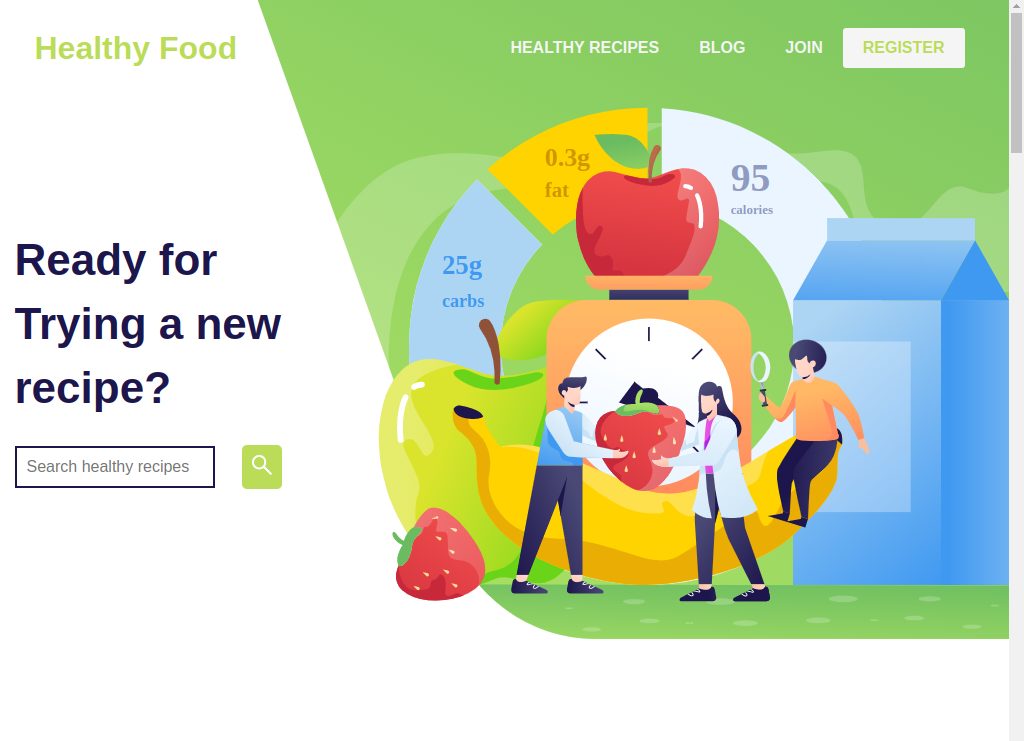 Healthy Food
HEALTHY RECIPES
BLOG
JOIN
REGISTER
0.3g
fat
95
calories
25g
carbs
Ready for
Trying a new
recipe?
Search healthy recipes